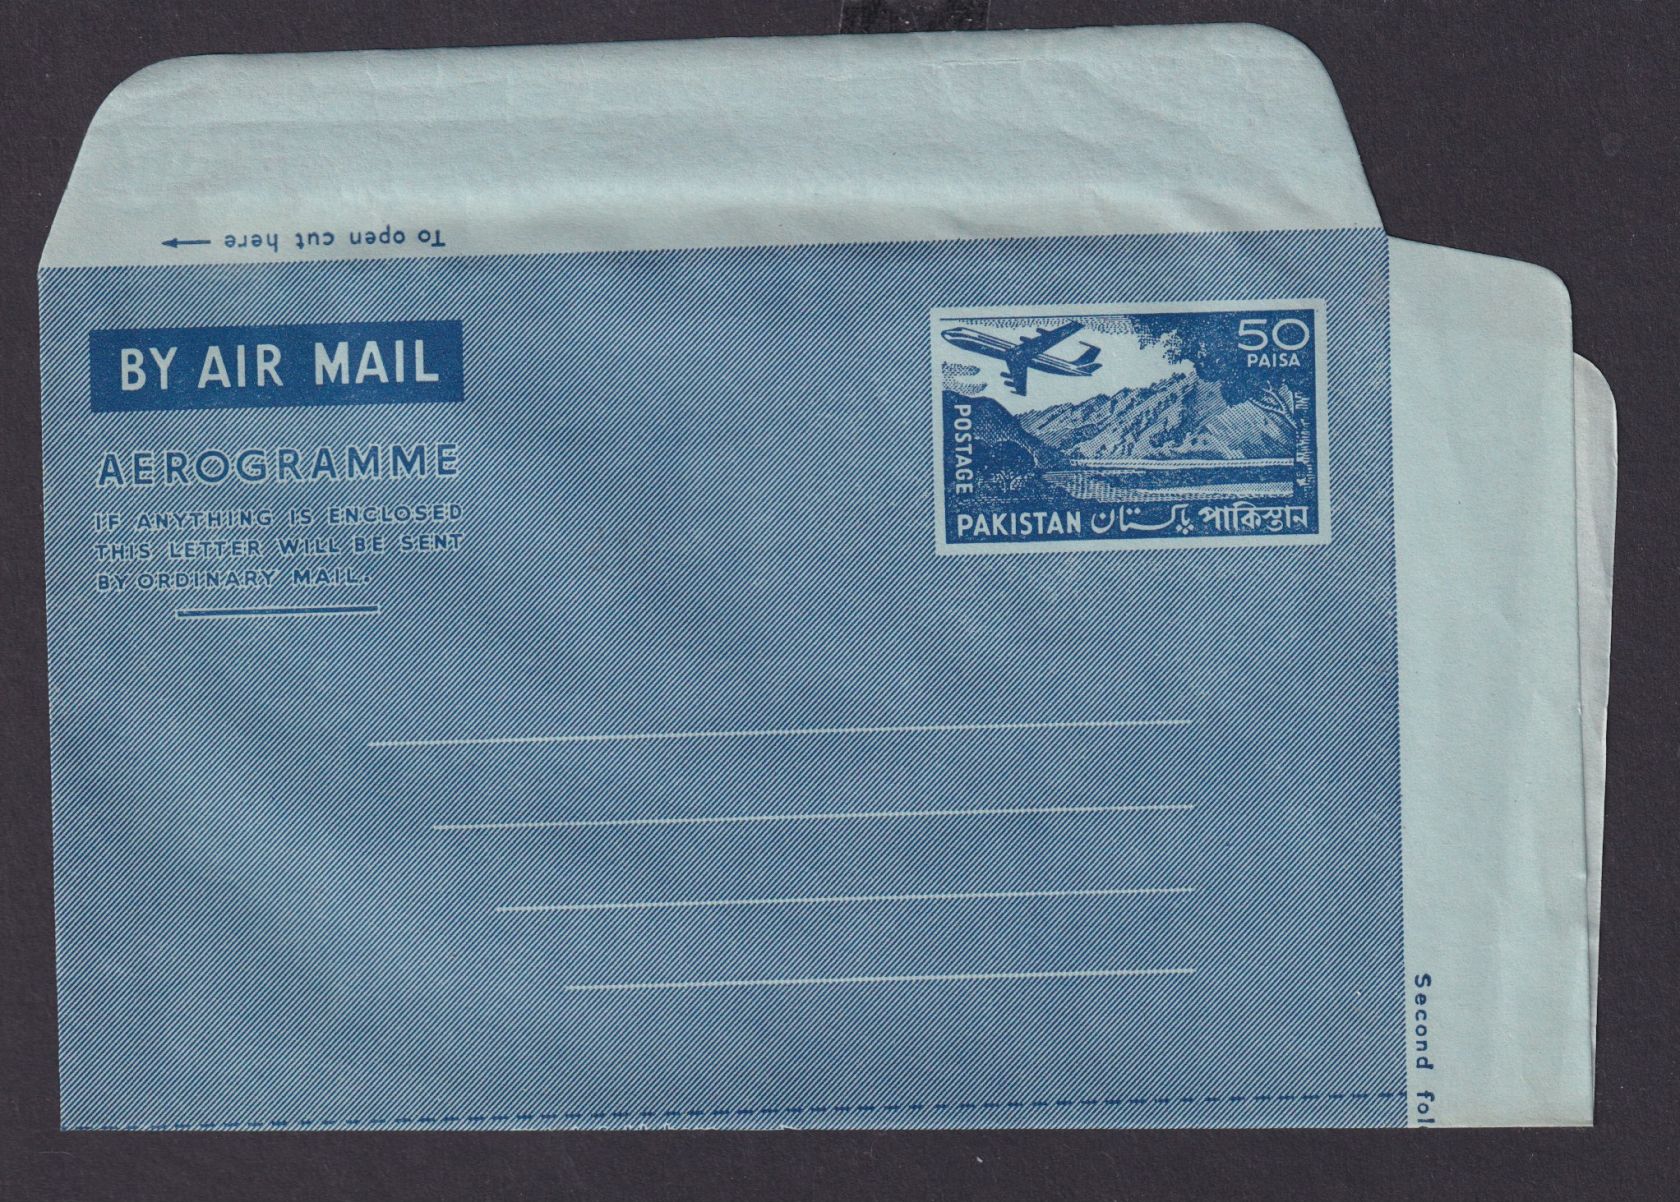 To open cut here
BY AIR MAIL
AEROGRAMME
IF ANYTHING IS ENCLOSED
THIS LETTER WILL BE SENT
BY ORDINARY MAIL.
50
PAISA
POSTAGE
PAKISTAN پاکستان পাকিস্তান
Second fol